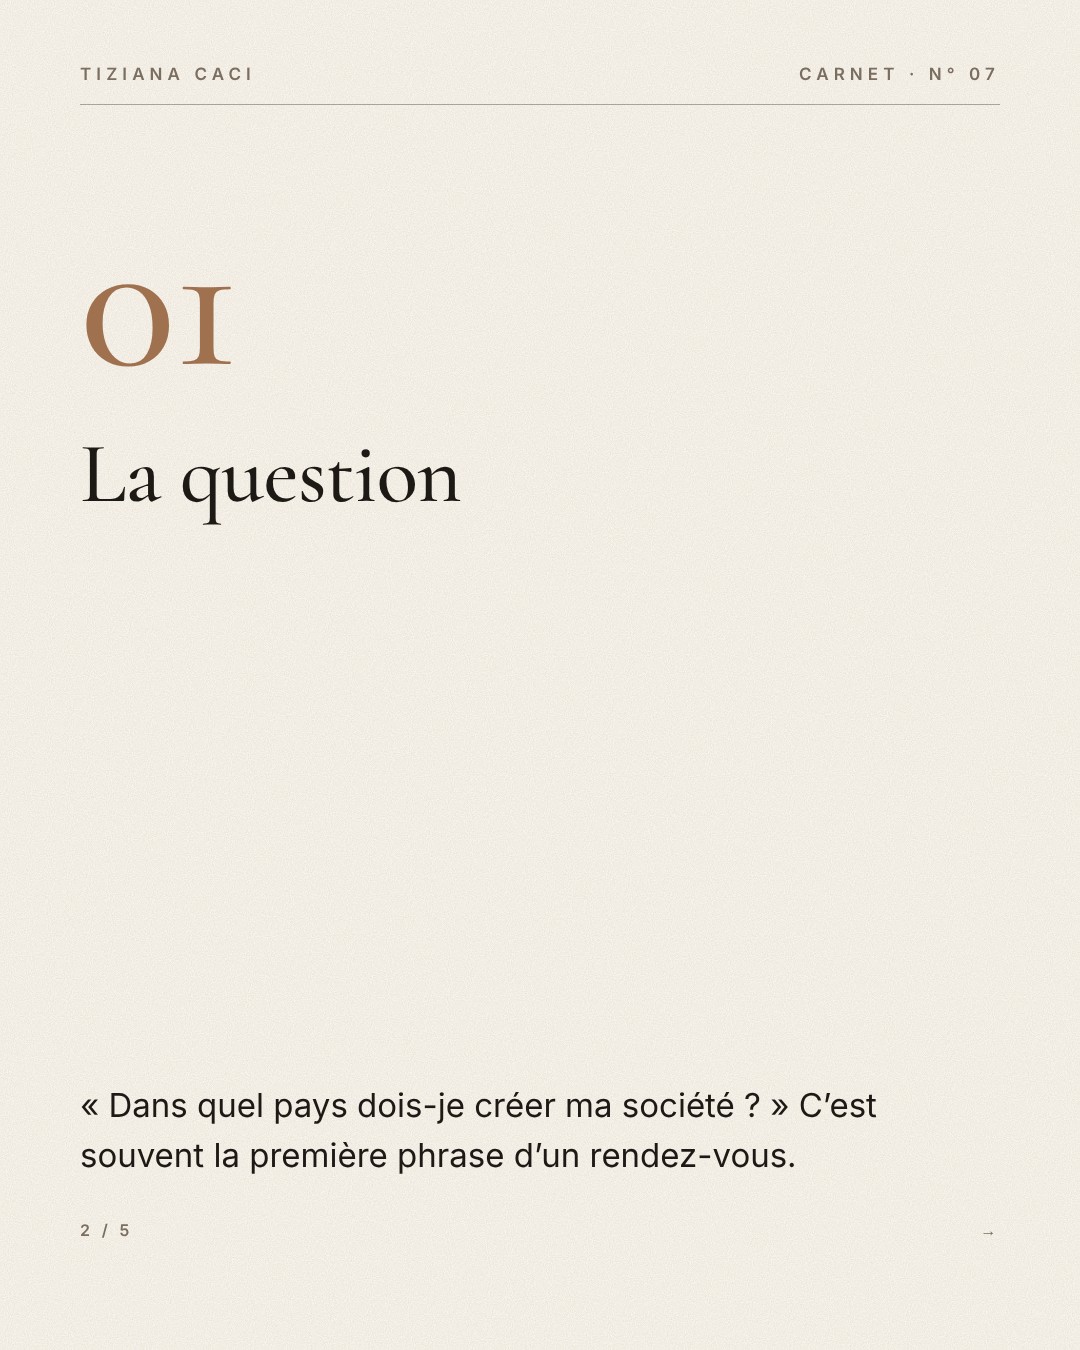 TIZIANA CACI
CARNET · N° 07
01
La question
« Dans quel pays dois-je créer ma société ? » C’est
souvent la première phrase d’un rendez-vous.
2 / 5
→